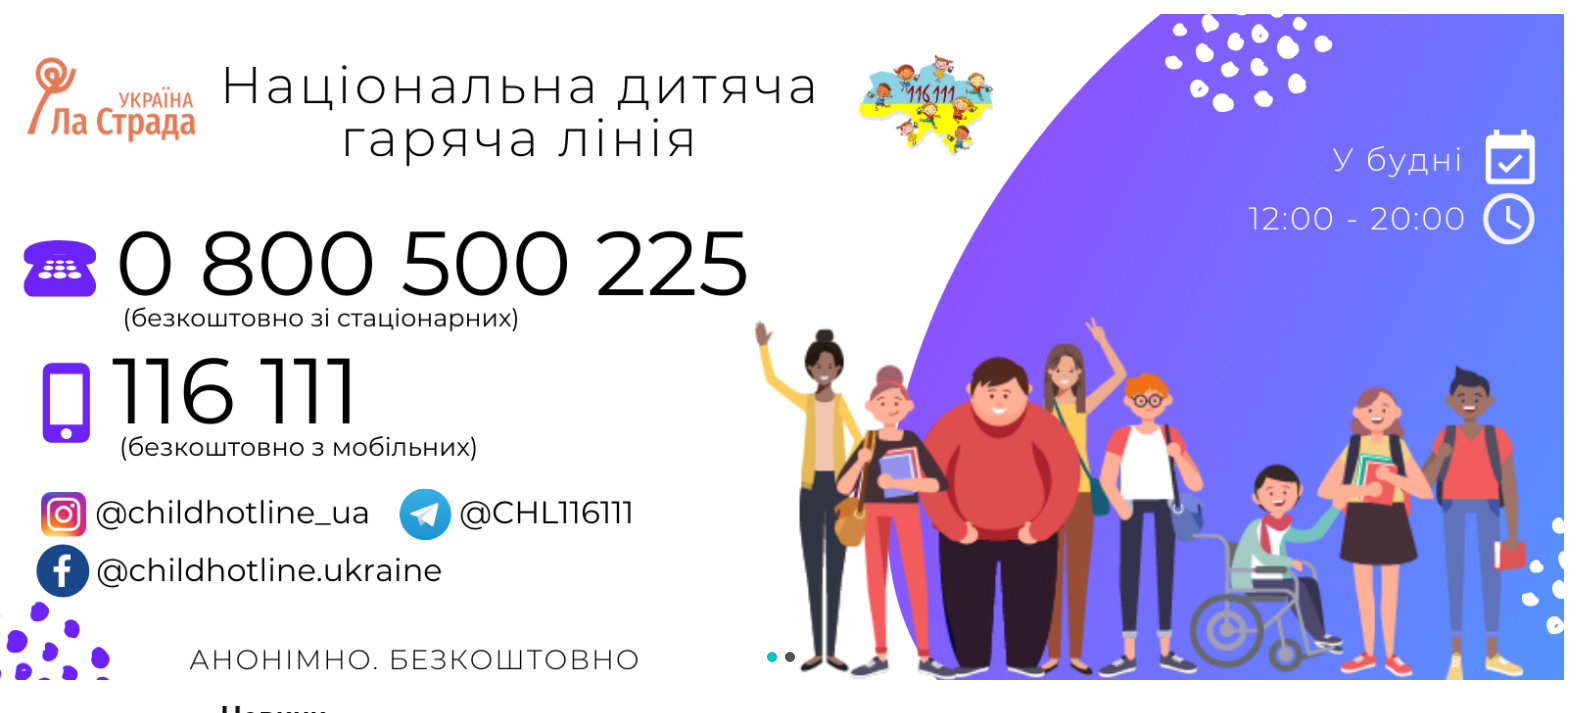 УКРАЇНА
Ла Страда
Національна дитяча
гаряча лінія
116 111
У будні
12:00 - 20:00
0 800 500 225
(безкоштовно зі стаціонарних)
116 111
(безкоштовно з мобільних)
@childhotline_ua
@CHL116111
@childhotline.ukraine
АНОНІМНО. БЕЗКОШТОВНО